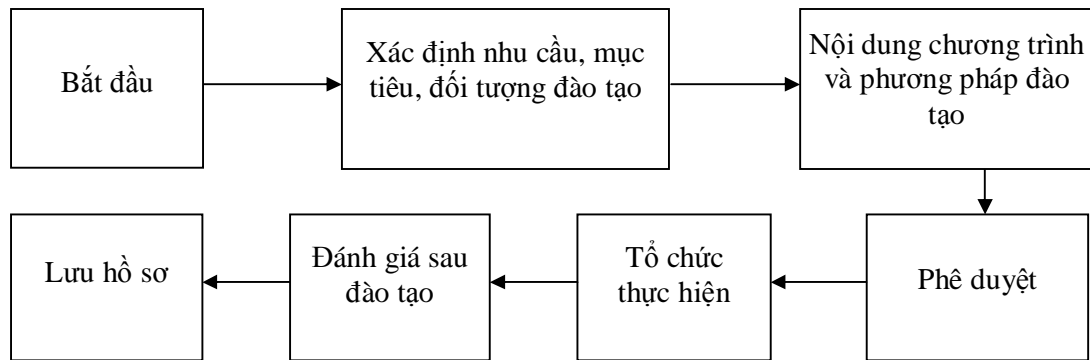 Bắt đầu
Xác định nhu cầu, mục
tiêu, đối tượng đào tạo
Nội dung chương trình
và phương pháp đào
tạo
Phê duyệt
Tổ chức
thực hiện
Đánh giá sau
đào tạo
Lưu hồ sơ